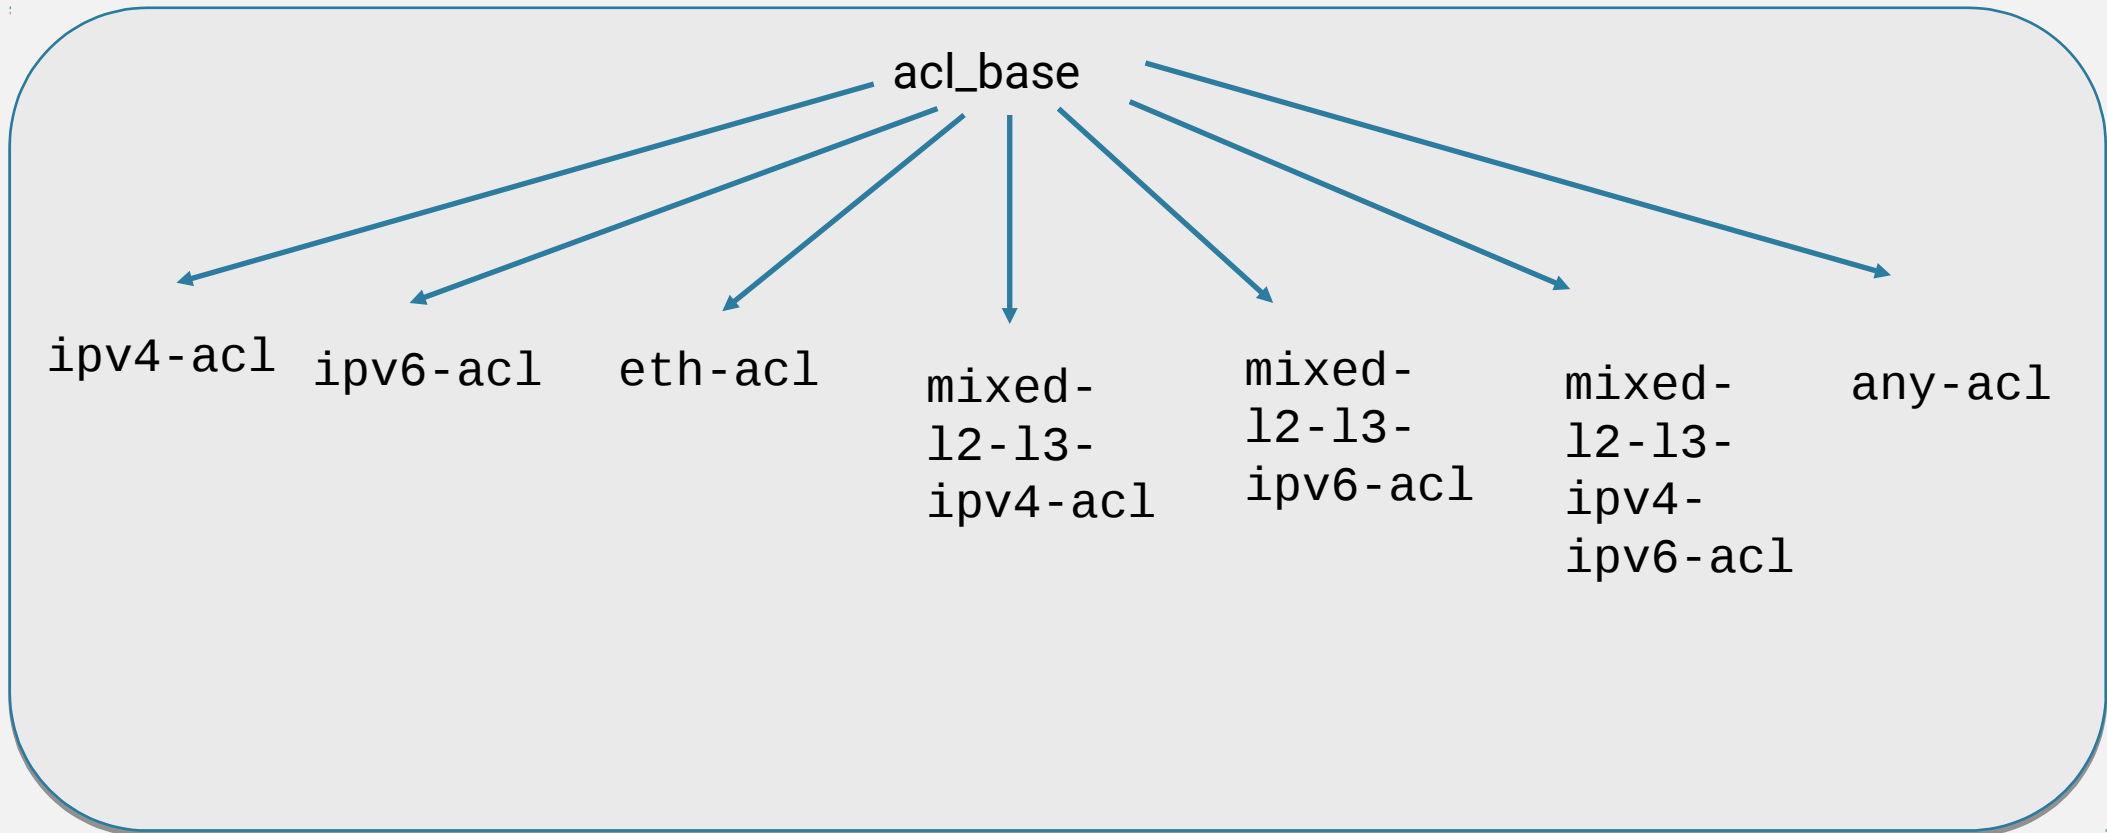 acl_base
ipv4-acl
ipv6-acl
eth-acl
mixed-
l2-l3-
ipv4-acl
mixed-
l2-l3-
ipv6-acl
mixed-
l2-l3-
ipv4-
ipv6-acl
any-acl